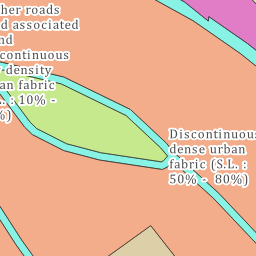 her roads
d associated
nd
continuous
-density
an fabric
. : 10% -
%)
Discontinuous
dense urban
fabric (S.L. :
50% - 80%)